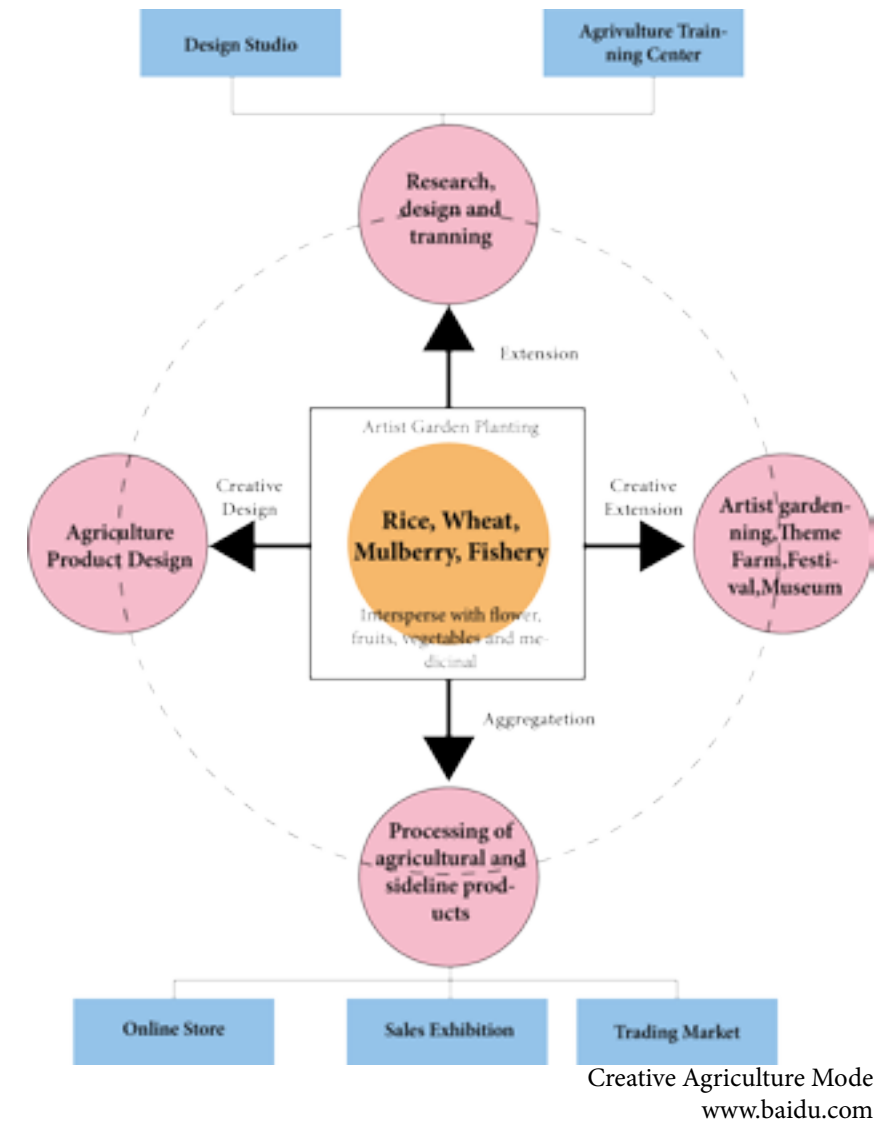 Design Studio
Agrivulture Train-
ning Center
Research,
design and
tranning
Extension
Artist Garden Planting
Creative
Design
Creative
Extension
Agriculture
Product Design
Rice, Wheat,
Mulberry, Fishery
Artist garden-
ning,Theme
Farm,Festi-
val,Museum
Intersperse with flower,
fruits, vegetables and me-
dicinal
Aggregatetion
Processing of
agricultural and
sideline prod-
ucts
Online Store
Sales Exhibition
Trading Market
Creative Agriculture Mode
www.baidu.com